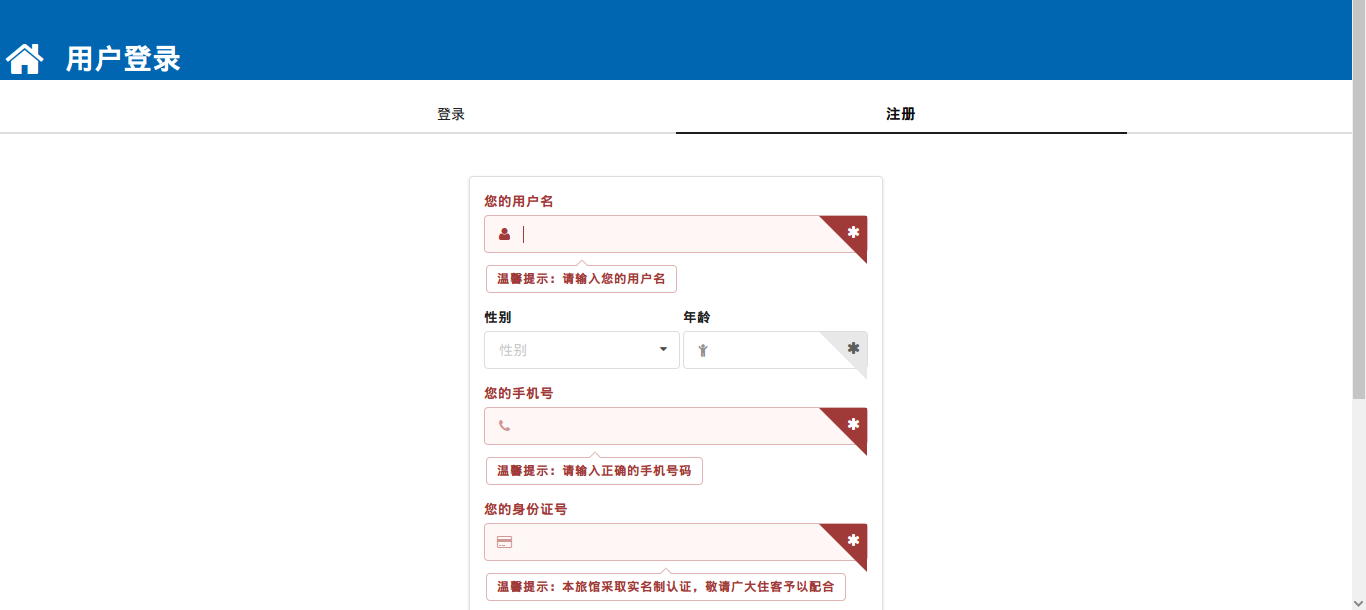 用户登录
登录
注册
您的用户名
温馨提示：请输入您的用户名
性别 年龄
性别
您的手机号
温馨提示：请输入正确的手机号码
您的身份证号
温馨提示：本旅馆采取实名制认证，敬请广大住客予以配合